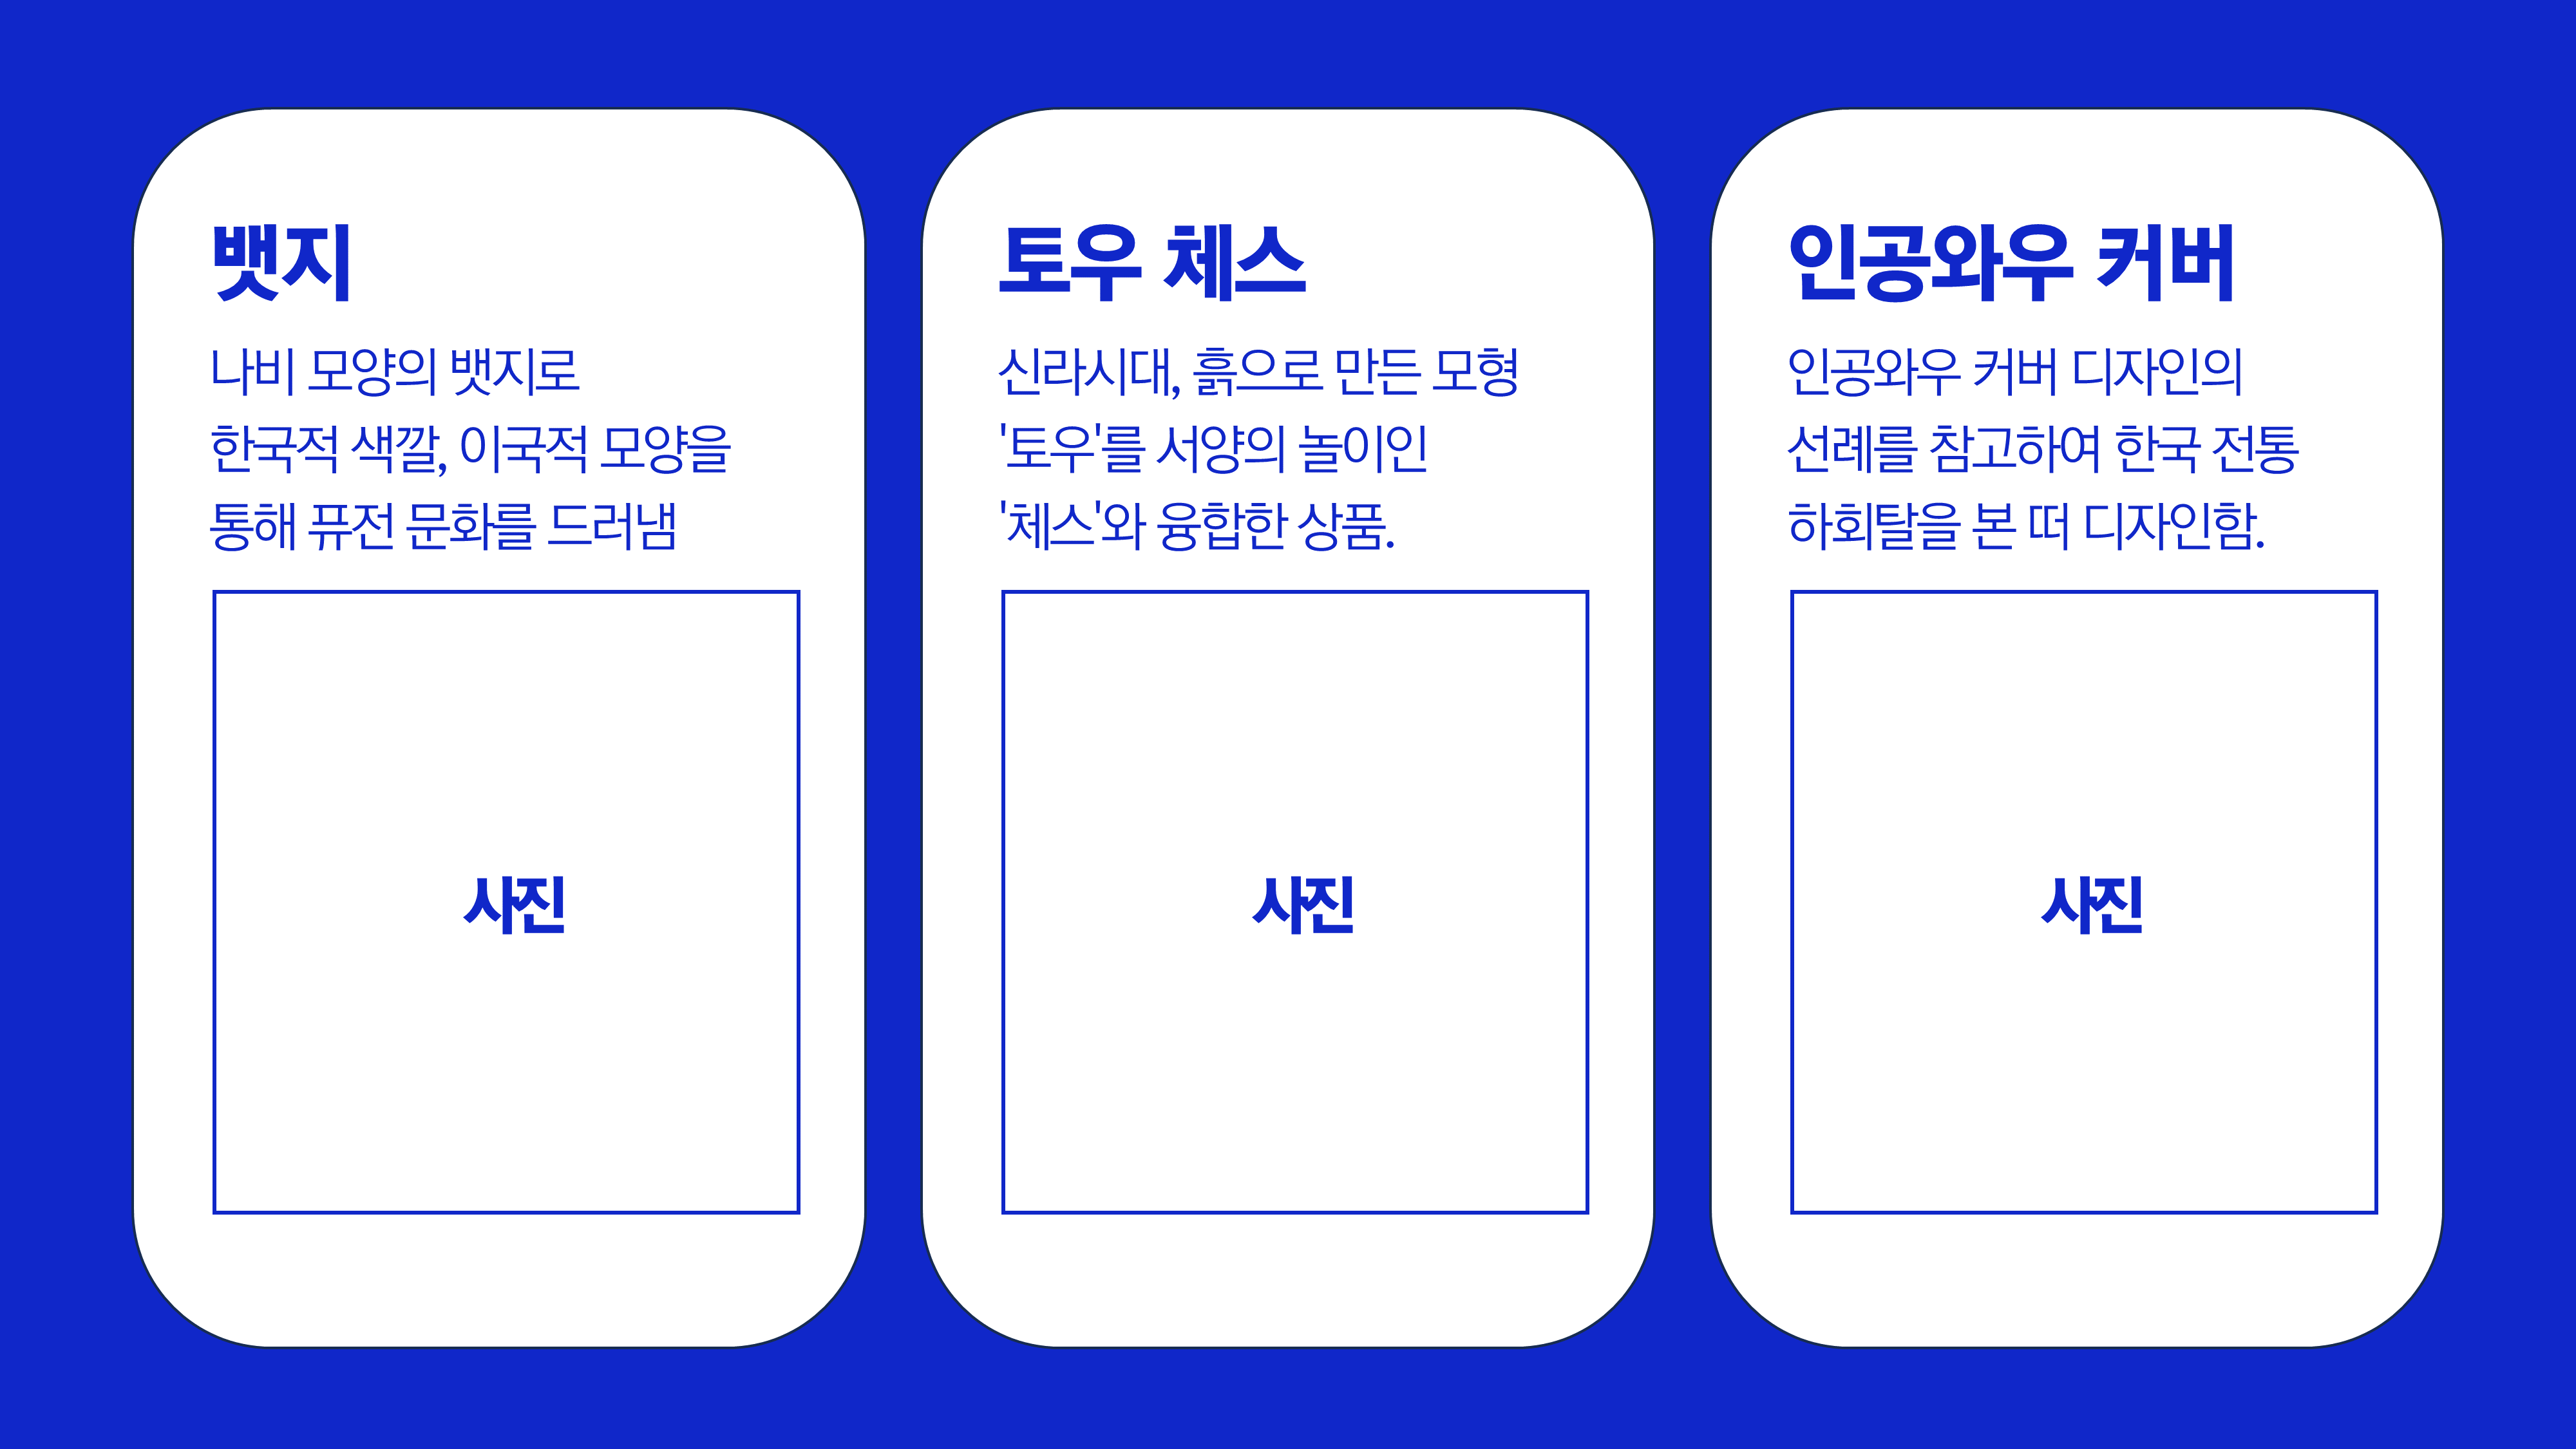 뱃지
나비 모양의 뱃지로
한국적 색깔, 이국적 모양을
통해 퓨전 문화를 드러냄
사진
토우 체스
신라시대, 흙으로 만든 모형
'토우'를 서양의 놀이인
'체스'와 융합한 상품.
사진
인공와우 커버
인공와우 커버 디자인의
선례를 참고하여 한국 전통
하회탈을 본 떠 디자인함.
사진